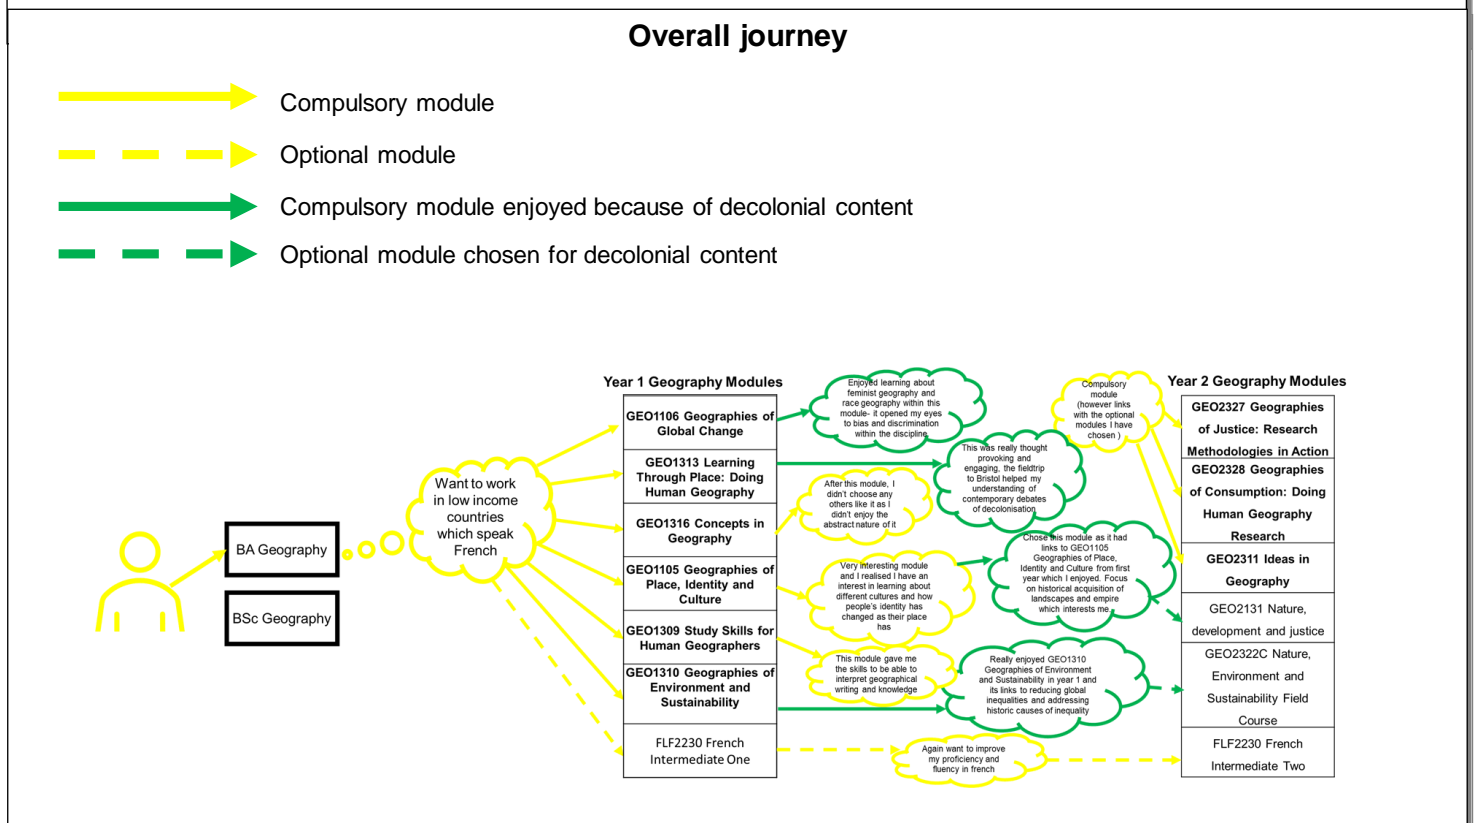 Overall journey
Compulsory module
Optional module
Compulsory module enjoyed because of decolonial content
Optional module chosen for decolonial content
BA Geography
BSc Geography
Want to work
in low income
countries
which speak
French
Year 1 Geography Modules
GEO1106 Geographies of
Global Change
GEO1313 Learning
Through Place: Doing
Human Geography
GEO1316 Concepts in
Geography
GEO1105 Geographies of
Place, Identity and
Culture
GEO1309 Study Skills for
Human Geographers
GEO1310 Geographies of
Environment and
Sustainability
FLF2230 French
Intermediate One
Enjoyed learning about
feminist geography and
race geography within this
module- it opened my eyes
to bias and discrimination
within the discipline
This was really thought
provoking and
engaging, the fieldtrip
to Bristol helped my
understanding of
contemporary debates
of decolonisation
After this module, I
didn't choose any
others like it as I
didn't enjoy the
abstract nature of it
Very interesting module
and I realised I have an
interest in learning about
different cultures and how
people's identity has
changed as their place
has
This module gave me
the skills to be able to
interpret geographical
writing and knowledge
Compulsory
module
(however links
with the optional
modules I have
chosen )
Chose this module as it had
links to GEO1105
Geographies of Place,
Identity and Culture from first
year which I enjoyed. Focus
on historical acquisition of
landscapes and empire
which interests me.
Really enjoyed GEO1310
Geographies of Environment
and Sustainability in year 1 and
its links to reducing global
inequalities and addressing
historic causes of inequality
Again want to improve
my proficiency and
fluency in french
Year 2 Geography Modules
GEO2327 Geographies
of Justice: Research
Methodologies in Action
GEO2328 Geographies
of Consumption: Doing
Human Geography
Research
GEO2311 Ideas in
Geography
GEO2131 Nature,
development and justice
GEO2322C Nature,
Environment and
Sustainability Field
Course
FLF2230 French
Intermediate Two